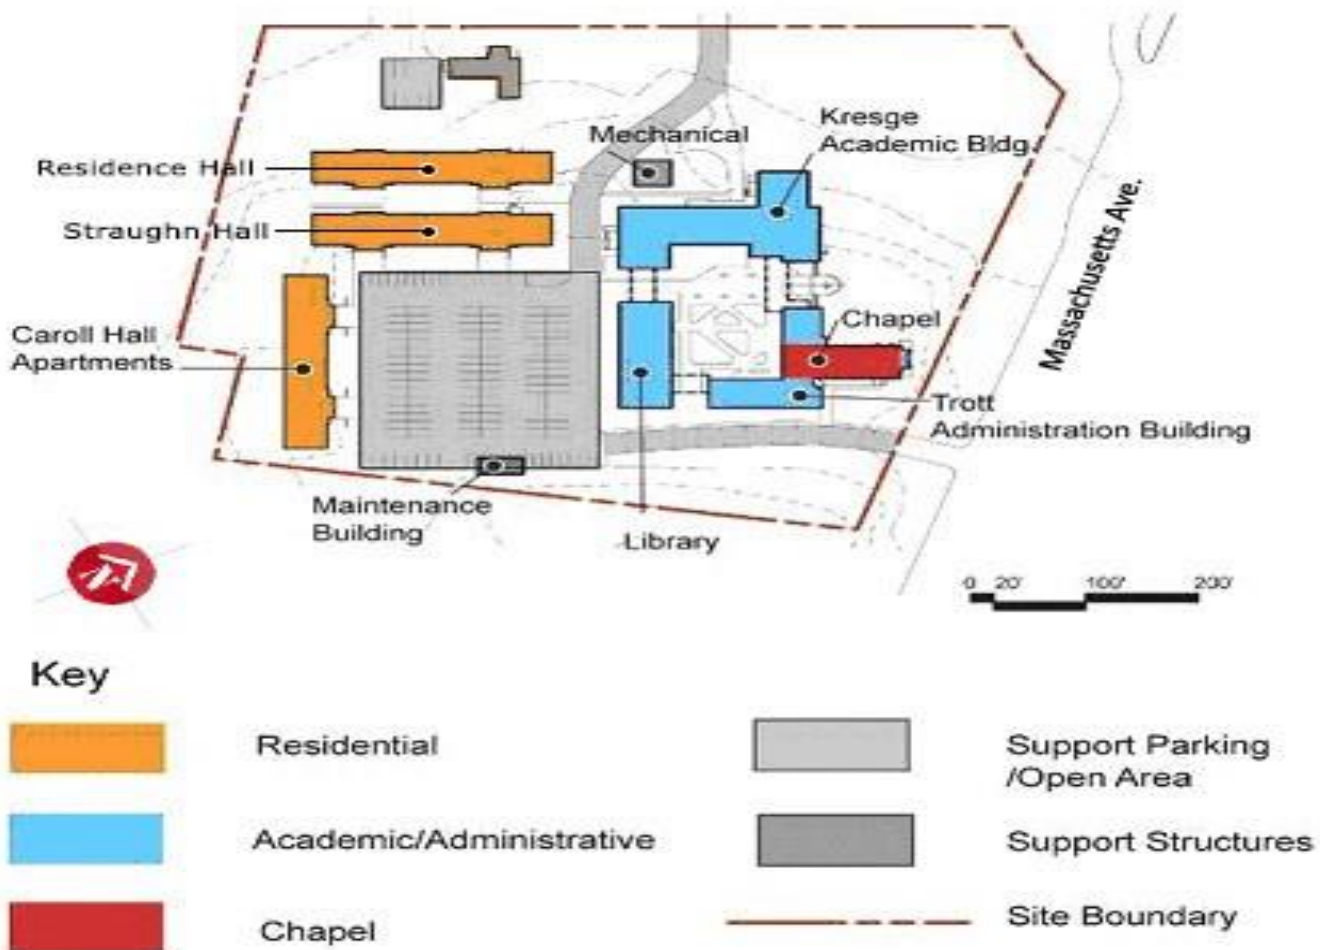 Mechanical
Kresge
Academic Bldg.
Residence Hall
Straughn Hall
Massachusetts Ave.
Caroll Hall
Apartments
Chapel
Trott
Administration Building
Maintenance
Building
Library
0 20' 100' 200'
Key
Residential
Support Parking
/Open Area
Academic/Administrative
Support Structures
Chapel
Site Boundary